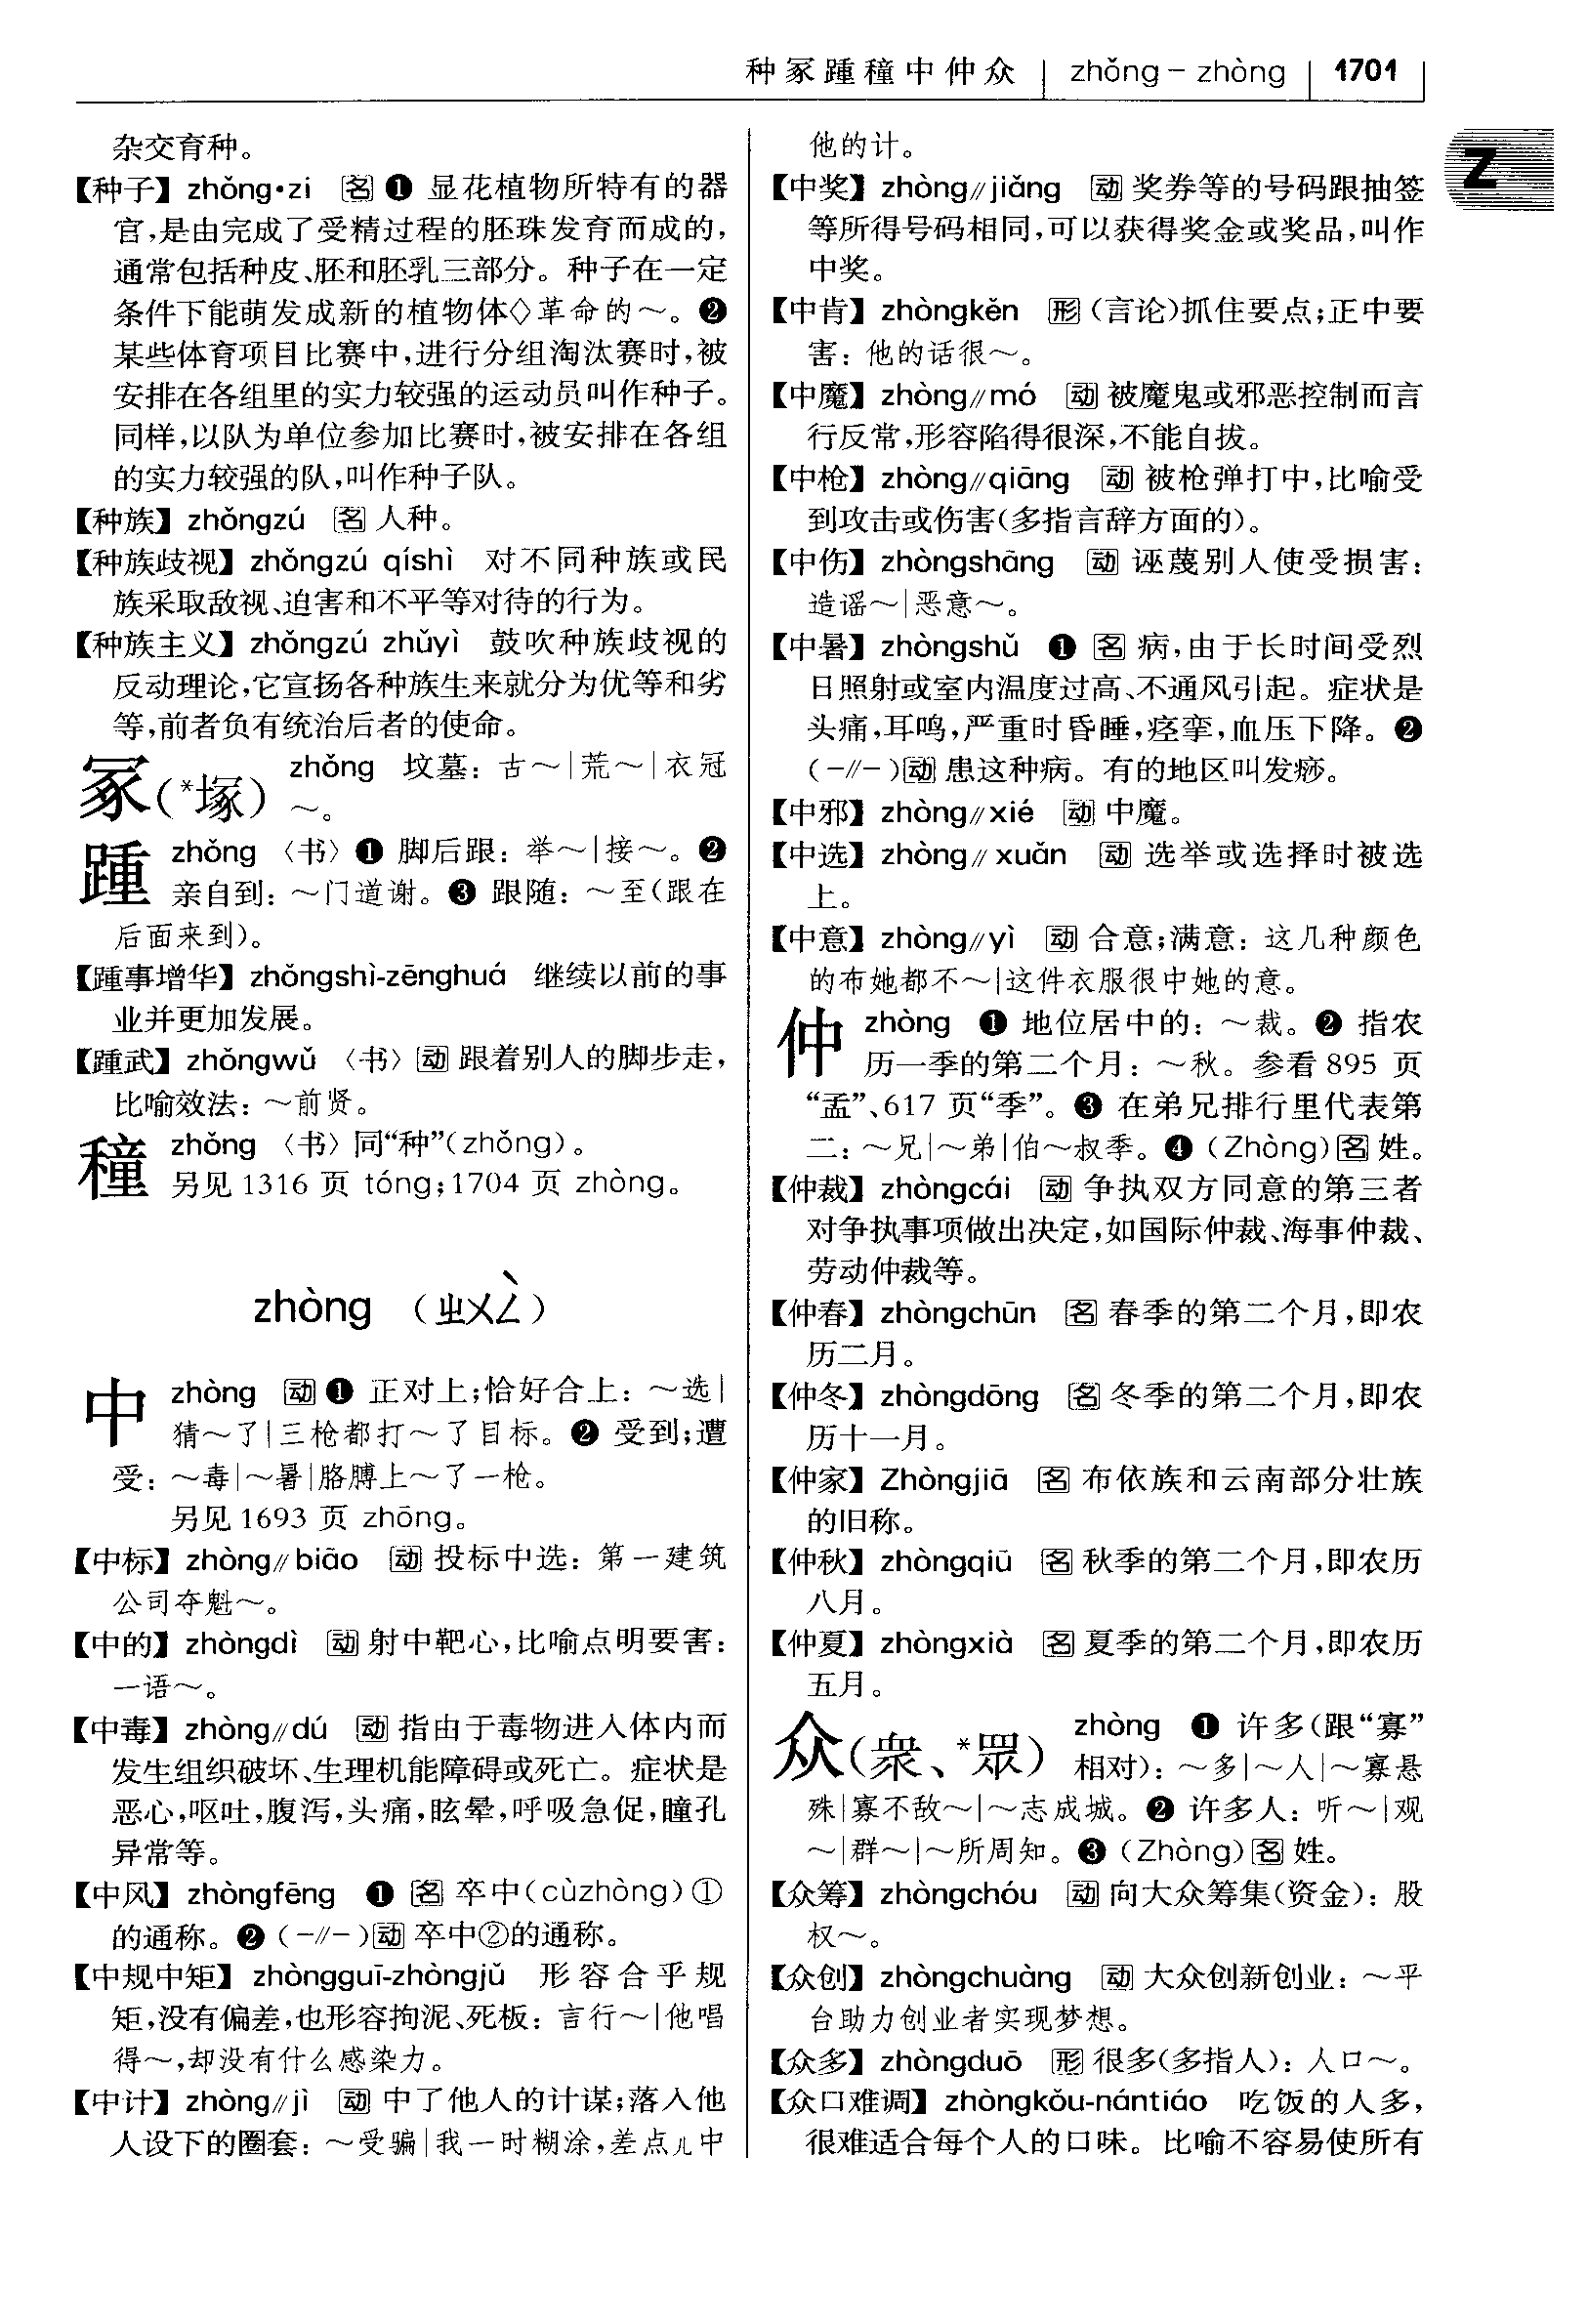 种冢踵穜中仲众 zhǒng－zhòng 1701
Z
杂交育种。
【种子】zhǒng·zi 名❶ 显花植物所特有的器
官，是由完成了受精过程的胚珠发育而成的，
通常包括种皮、胚和胚乳三部分。种子在一定
条件下能萌发成新的植物体◇革命的～。❷
某些体育项目比赛中，进行分组淘汰赛时，被
安排在各组里的实力较强的运动员叫作种子。
同样，以队为单位参加比赛时，被安排在各组
的实力较强的队，叫作种子队。
【种族】zhǒngzú 名 人种。
【种族歧视】zhǒngzú qíshì 对不同种族或民
族采取敌视、迫害和不平等对待的行为。
【种族主义】zhǒngzú zhǔyì 鼓吹种族歧视的
反动理论，它宣扬各种族生来就分为优等和劣
等，前者负有统治后者的使命。
冢(*塚) zhǒng 坟墓：古～|荒～|衣冠
～。
踵 zhǒng 〈书〉❶ 脚后跟：举～|接～。❷
亲自到：～门道谢。❸ 跟随：～至（跟在
后面来到）。
【踵事增华】zhǒngshì-zēnghuá 继续以前的事
业并更加发展。
【踵武】zhǒngwǔ 〈书〉动 跟着别人的脚步走，
比喻效法：～前贤。
穜 zhǒng 〈书〉同“种”(zhǒng)。
另见1316 页 tóng；1704 页 zhòng。
zhòng （ㄓㄨㄥˋ）
中 zhòng 动❶ 正对上；恰好合上：～选|
猜～了|三枪都打～了目标。❷ 受到；遭
受：～毒|～暑|胳膊上～了一枪。
另见1693 页 zhōng。
【中标】zhòng//biāo 动 投标中选：第一建筑
公司夺魁～。
【中的】zhòngdì 动 射中靶心，比喻点明要害：
一语～。
【中毒】zhòng//dú 动 指由于毒物进入体内而
发生组织破坏、生理机能障碍或死亡。症状是
恶心，呕吐，腹泻，头痛，眩晕，呼吸急促，瞳孔
异常等。
【中风】zhòngfēng ❶ 名 卒中(cùzhòng)①
的通称。❷（-//-）动 卒中②的通称。
【中规中矩】zhòngguī-zhòngjǔ 形容合乎规
矩，没有偏差，也形容拘泥、死板：言行～|他唱
得～，却没有什么感染力。
【中计】zhòng//jì 动 中了他人的计谋；落入他
人设下的圈套：～受骗|我一时糊涂，差点儿中
他的计。
【中奖】zhòng//jiǎng 动 奖券等的号码跟抽签
等所得号码相同，可以获得奖金或奖品，叫作
中奖。
【中肯】zhòngkěn 形（言论）抓住要点；正中要
害：他的话很～。
【中魔】zhòng//mó 动 被魔鬼或邪恶控制而言
行反常，形容陷得很深，不能自拔。
【中枪】zhòng//qiāng 动 被枪弹打中，比喻受
到攻击或伤害（多指言辞方面的）。
【中伤】zhòngshāng 动 诬蔑别人使受损害：
造谣～|恶意～。
【中暑】zhòngshǔ ❶ 名 病，由于长时间受烈
日照射或室内温度过高、不通风引起。症状是
头痛，耳鸣，严重时昏睡，痉挛，血压下降。❷
（-//-）动 患这种病。有的地区叫发痧。
【中邪】zhòng//xié 动 中魔。
【中选】zhòng//xuǎn 动 选举或选择时被选
上。
【中意】zhòng//yì 动 合意；满意：这几种颜色
的布她都不～|这件衣服很中她的意。
仲 zhòng ❶ 地位居中的：～裁。❷ 指农
历一季的第二个月：～秋。参看895 页
“孟”、617 页“季”。❸ 在弟兄排行里代表第
二：～兄|～弟|伯～叔季。❹（Zhòng）名 姓。
【仲裁】zhòngcái 动 争执双方同意的第三者
对争执事项做出决定，如国际仲裁、海事仲裁、
劳动仲裁等。
【仲春】zhòngchūn 名 春季的第二个月，即农
历二月。
【仲冬】zhòngdōng 名 冬季的第二个月，即农
历十一月。
【仲家】Zhòngjiā 名 布依族和云南部分壮族
的旧称。
【仲秋】zhòngqiū 名 秋季的第二个月，即农历
八月。
【仲夏】zhòngxià 名 夏季的第二个月，即农历
五月。
众(衆、*眾) zhòng ❶ 许多（跟“寡”
相对）：～多|～人|～寡悬
殊|寡不敌～|～志成城。❷ 许多人：听～|观
～|群～|～所周知。❸（Zhòng）名 姓。
【众筹】zhòngchóu 动 向大众筹集（资金）：股
权～。
【众创】zhòngchuàng 动 大众创新创业：～平
台助力创业者实现梦想。
【众多】zhòngduō 形 很多（多指人）：人口～。
【众口难调】zhòngkǒu-nántiáo 吃饭的人多，
很难适合每个人的口味。比喻不容易使所有